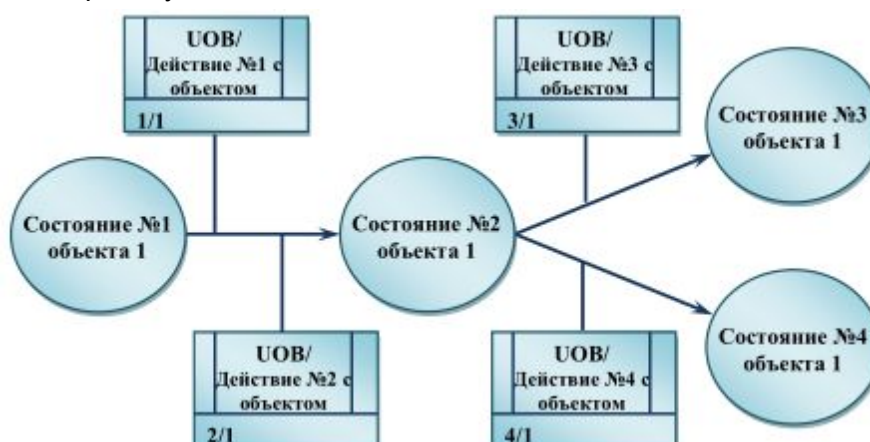 UOB/
Действие №1 с
объектом
1/1
UOB/
Действие №3 с
объектом
3/1
Состояние №3
объекта 1
Состояние №1
объекта 1
Состояние №2
объекта 1
UOB/
Действие №2 с
объектом
2/1
UOB/
Действие №4 с
объектом
4/1
Состояние №4
объекта 1